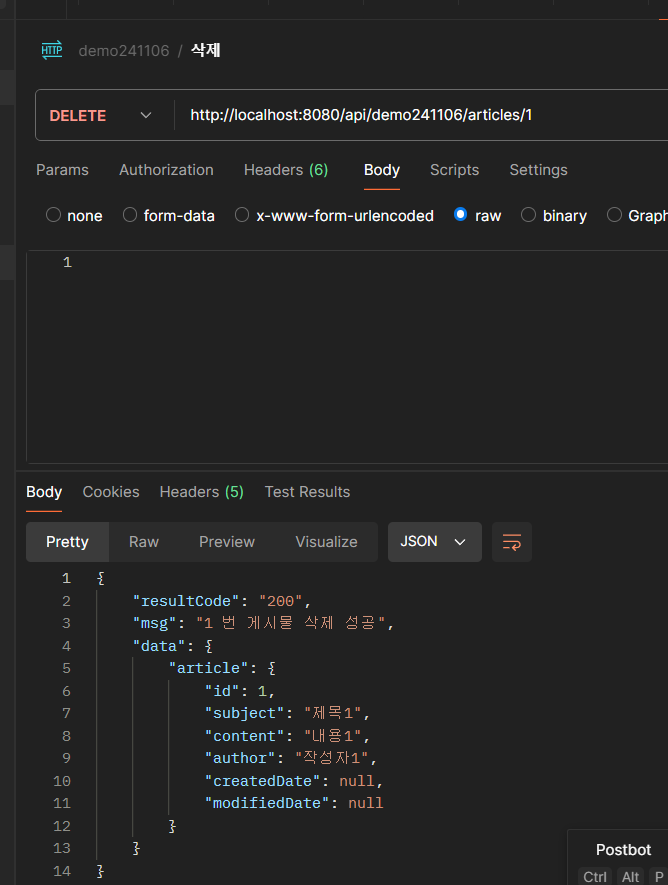 HTTP demo241106 / 삭제
DELETE http://localhost:8080/api/demo241106/articles/1
Params Authorization Headers (6) Body Scripts Settings
none form-data x-www-form-urlencoded raw binary Graph
1
Body Cookies Headers (5) Test Results
Pretty Raw Preview Visualize JSON
1 {
2 "resultCode": "200",
3 "msg": "1 번 게시물 삭제 성공",
4 "data": {
5 "article": {
6 "id": 1,
7 "subject": "제목1",
8 "content": "내용1",
9 "author": "작성자1",
10 "createdDate": null,
11 "modifiedDate": null
12 }
13 }
14 }
Postbot
Ctrl Alt P